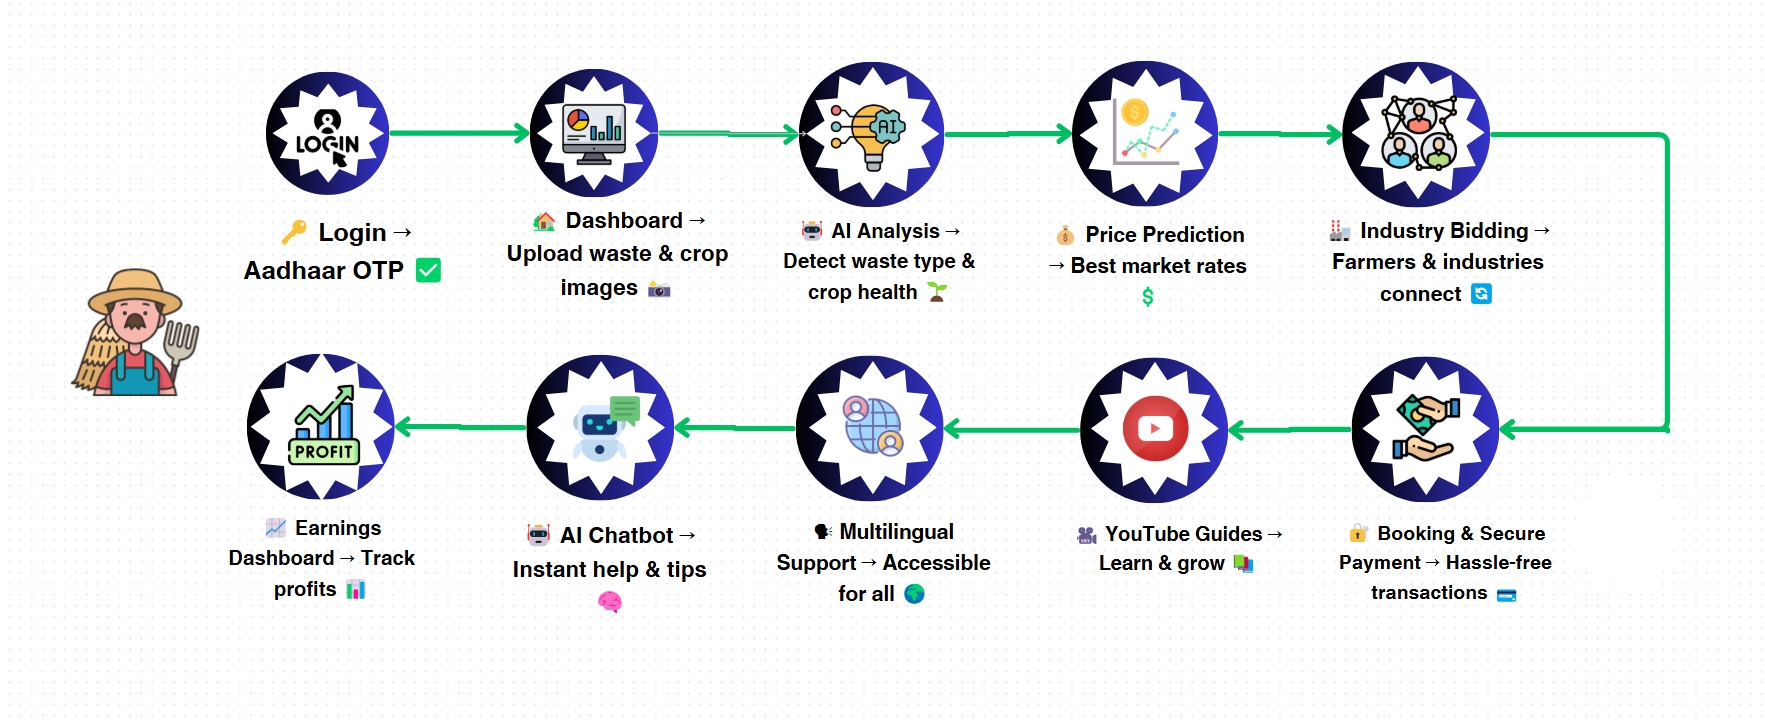 LOGIN
🔑 Login →
Aadhaar OTP ✅
🏡 Dashboard →
Upload waste & crop
images 📸
AI
🤖 AI Analysis →
Detect waste type &
crop health 🌱
$
💰 Price Prediction
→ Best market rates
💲
🏭 Industry Bidding →
Farmers & industries
connect 🔄
🔐 Booking & Secure
Payment → Hassle-free
transactions 💳
🎥 YouTube Guides →
Learn & grow 📚
🗣 Multilingual
Support → Accessible
for all 🌍
🤖 AI Chatbot →
Instant help & tips
🧠
PROFIT
📈 Earnings
Dashboard → Track
profits 📊